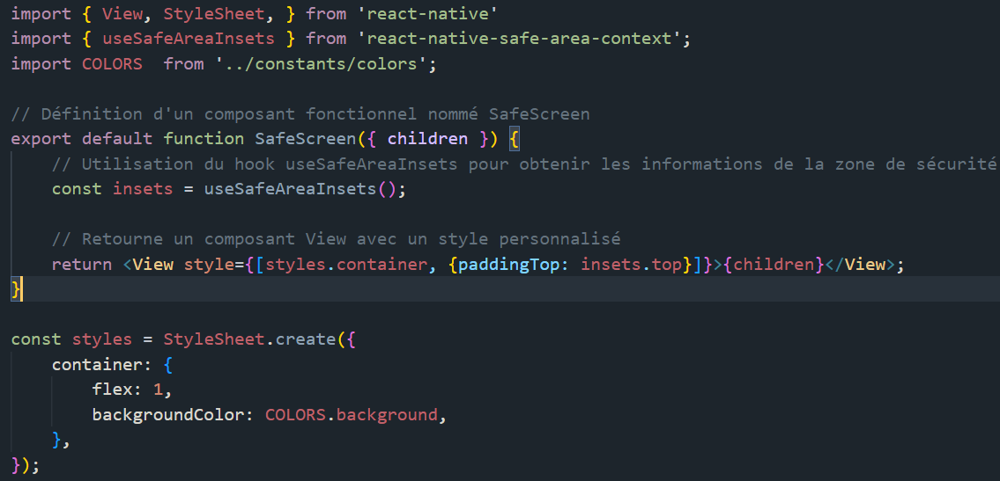 import { View, StyleSheet, } from 'react-native'
import { useSafeAreaInsets } from 'react-native-safe-area-context';
import COLORS  from '../constants/colors';

// Définition d'un composant fonctionnel nommé SafeScreen
export default function SafeScreen({ children }) {
    // Utilisation du hook useSafeAreaInsets pour obtenir les informations de la zone de sécurité
    const insets = useSafeAreaInsets();

    // Retourne un composant View avec un style personnalisé
    return <View style={[styles.container, {paddingTop: insets.top}]}>{children}</View>;
}

const styles = StyleSheet.create({
    container: {
        flex: 1,
        backgroundColor: COLORS.background,
    },
});